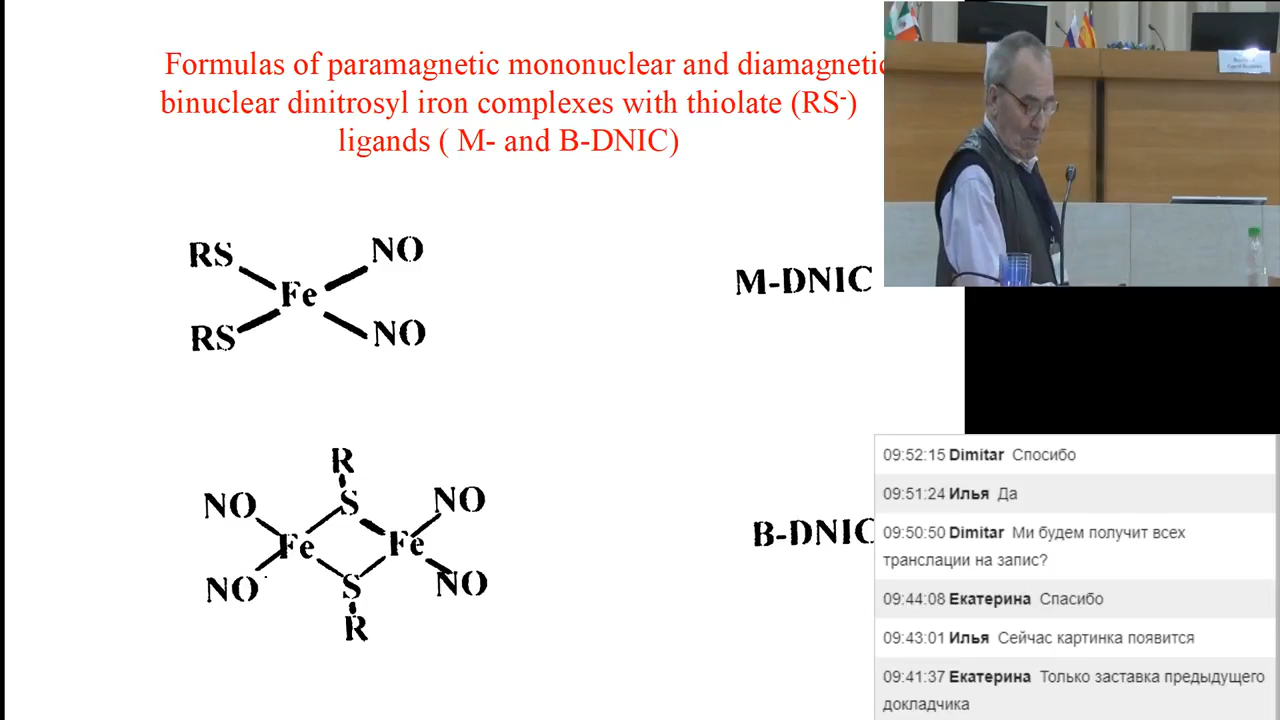 Formulas of paramagnetic mononuclear and diamagnetic
binuclear dinitrosyl iron complexes with thiolate (RS-)
ligands ( M- and B-DNIC)
RS NO
Fe
RS NO
M-DNIC
R
NO S NO
Fe Fe
NO S NO
R
B-DNIC
09:52:15 Dimitar Спосибо
09:51:24 Илья Да
09:50:50 Dimitar Ми будем получит всех
транслации на запис?
09:44:08 Екатерина Спасибо
09:43:01 Илья Сейчас картинка появится
09:41:37 Екатерина Только заставка предыдущего
докладчика